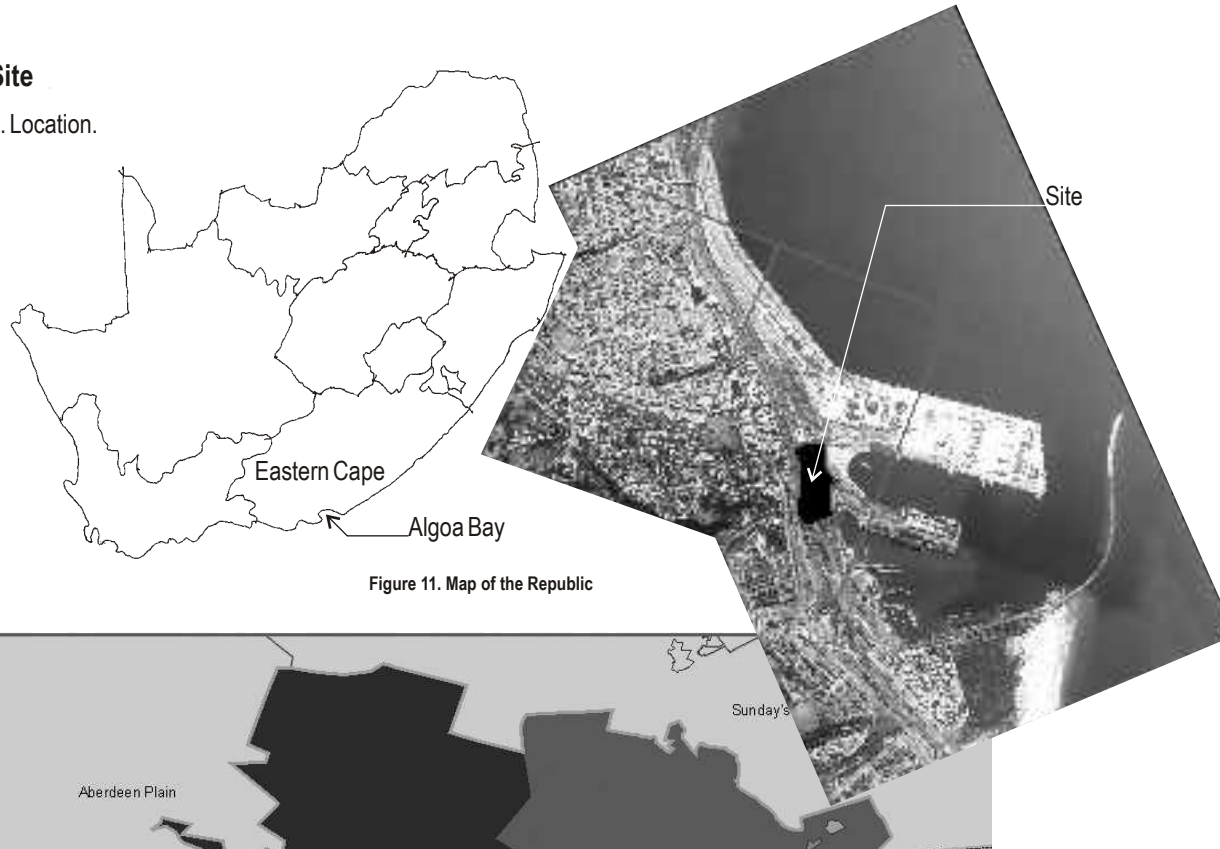 Site
. Location.
Site
Eastern Cape
Algoa Bay
Figure 11. Map of the Republic
Sunday's
Aberdeen Plain